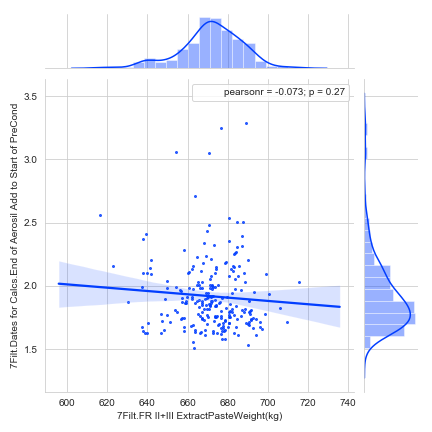 pearsonr = -0.073; p = 0.27
3.5
3.0
2.5
2.0
1.5
7Filt.Dates for Calcs.End of Aerosil Add to Start of PreCond
600 620 640 660 680 700 720 740
7Filt.FR II+III ExtractPasteWeight(kg)